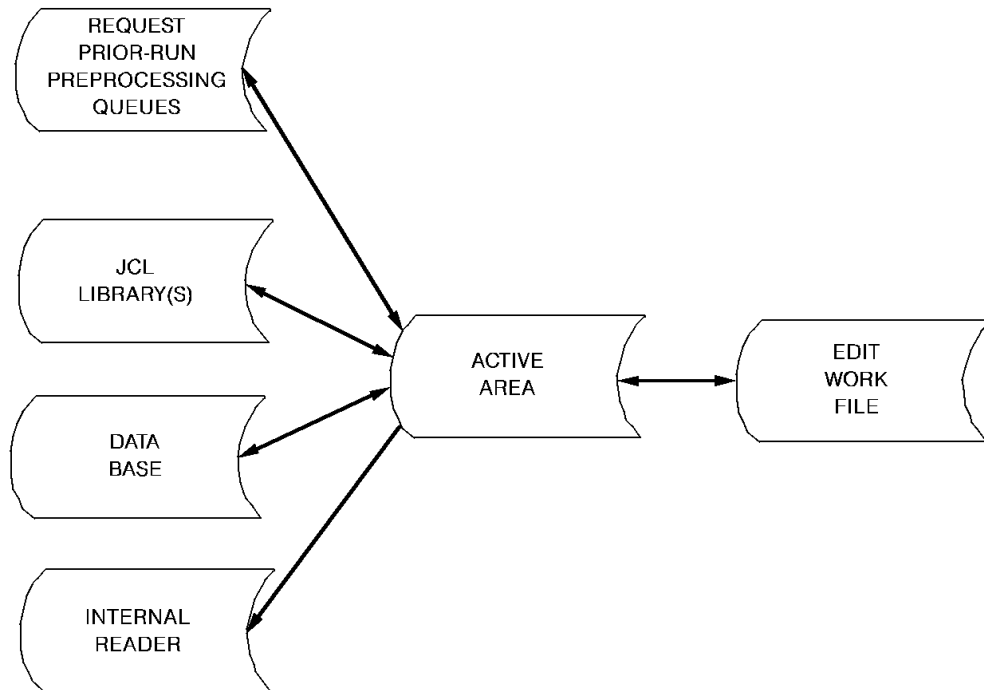 REQUEST
PRIOR-RUN
PREPROCESSING
QUEUES
JCL
LIBRARY(S)
DATA
BASE
INTERNAL
READER
ACTIVE
AREA
EDIT
WORK
FILE